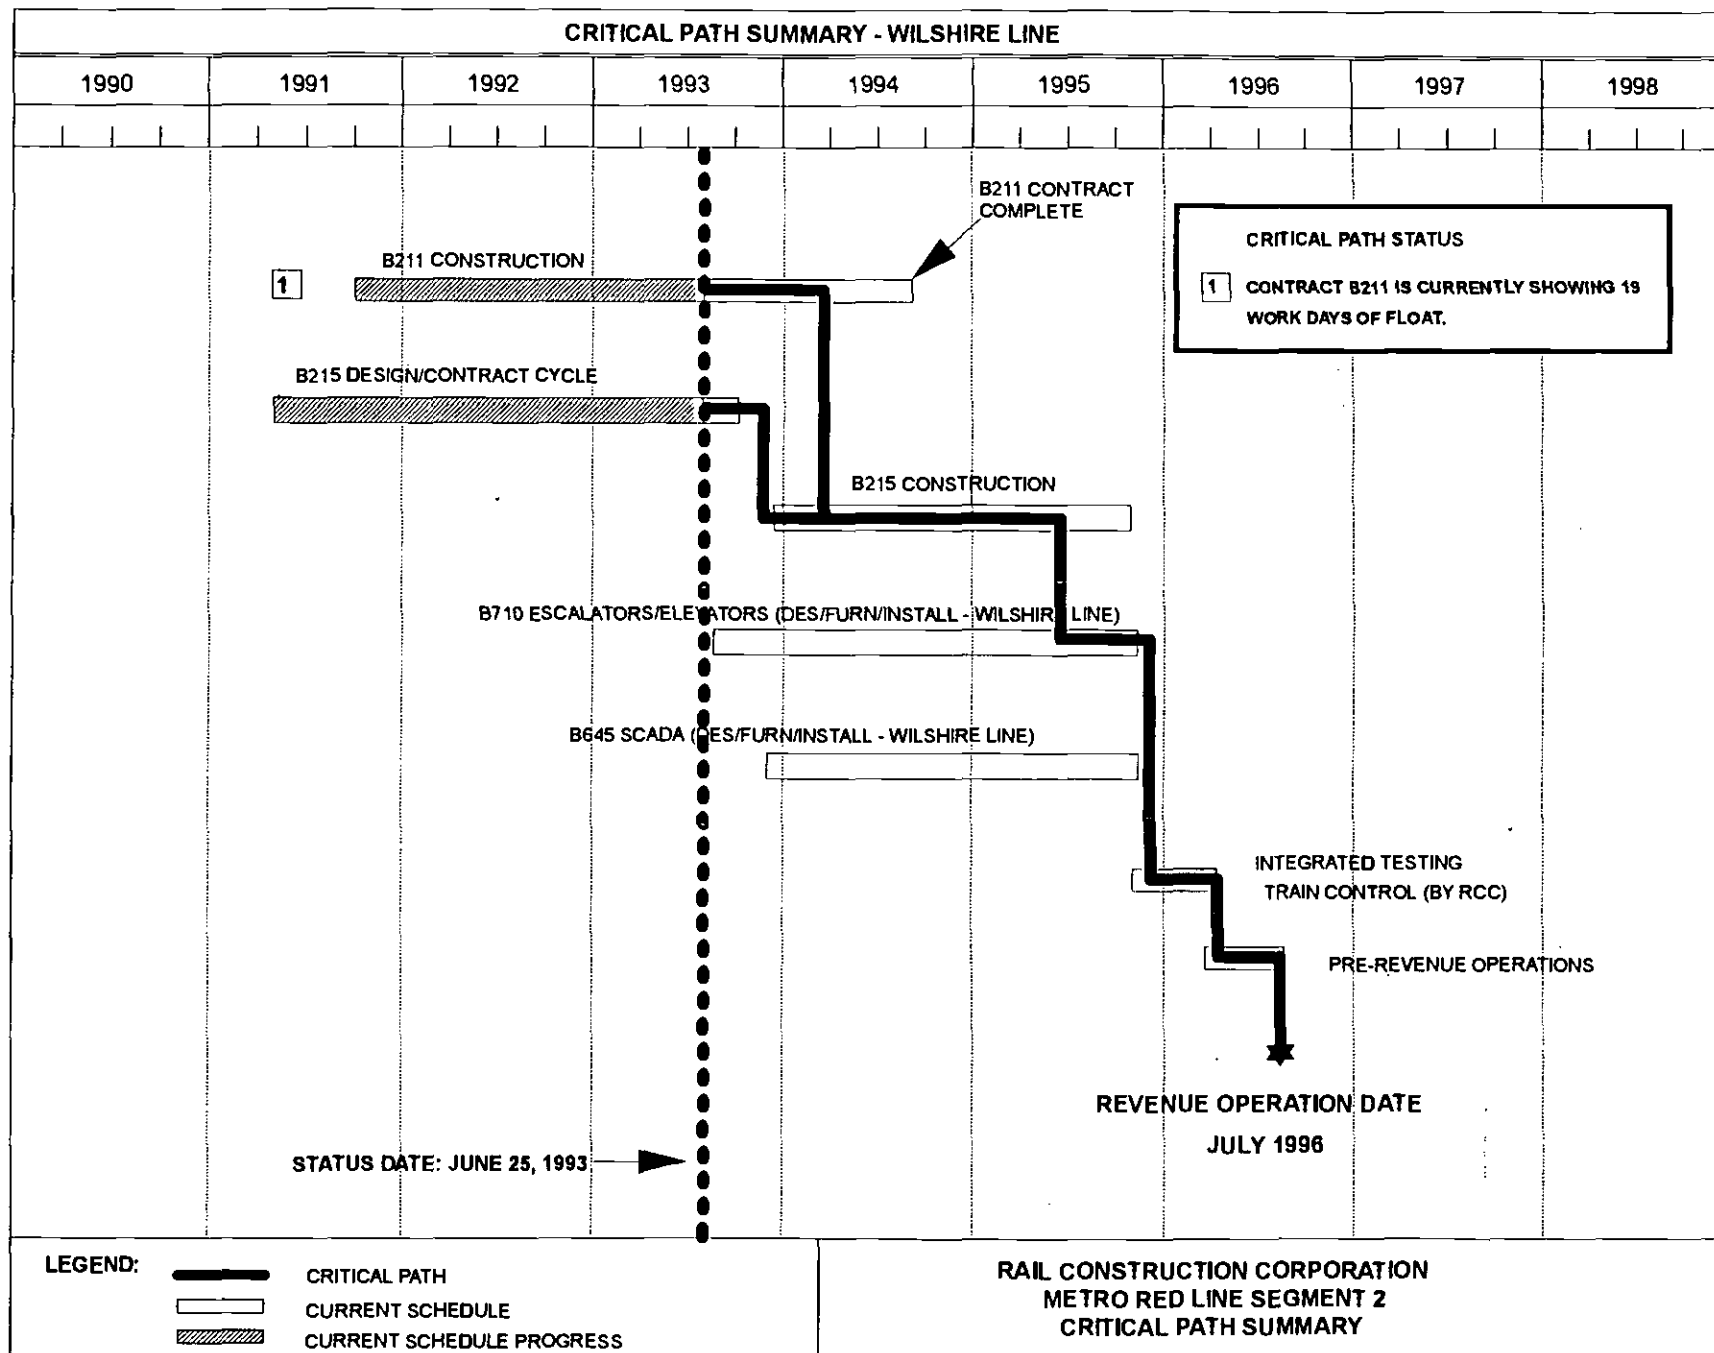 CRITICAL PATH SUMMARY - WILSHIRE LINE
1990 1991 1992 1993 1994 1995 1996 1997 1998
B211 CONTRACT
COMPLETE
CRITICAL PATH STATUS
1 CONTRACT B211 IS CURRENTLY SHOWING 19
WORK DAYS OF FLOAT.
B211 CONSTRUCTION
1
B215 DESIGN/CONTRACT CYCLE
B215 CONSTRUCTION
B710 ESCALATORS/ELEVATORS (DES/FURN/INSTALL - WILSHIRE LINE)
B645 SCADA (DES/FURN/INSTALL - WILSHIRE LINE)
INTEGRATED TESTING
TRAIN CONTROL (BY RCC)
PRE-REVENUE OPERATIONS
REVENUE OPERATION DATE
JULY 1996
STATUS DATE: JUNE 25, 1993
LEGEND:
CRITICAL PATH
CURRENT SCHEDULE
CURRENT SCHEDULE PROGRESS
RAIL CONSTRUCTION CORPORATION
METRO RED LINE SEGMENT 2
CRITICAL PATH SUMMARY